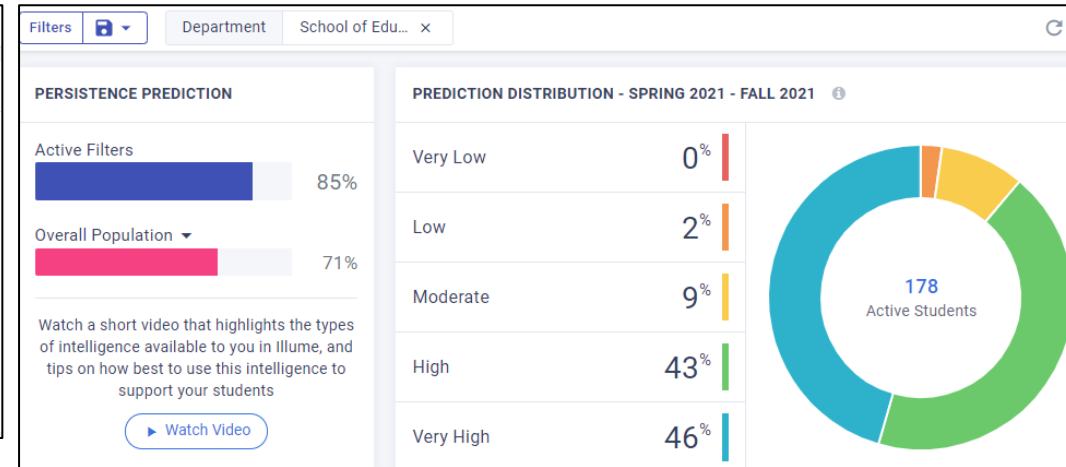 Filters
Department School of Edu... ×
PERSISTENCE PREDICTION
Active Filters
85%
Overall Population
71%
Watch a short video that highlights the types
of intelligence available to you in Illume, and
tips on how best to use this intelligence to
support your students
Watch Video
PREDICTION DISTRIBUTION - SPRING 2021 - FALL 2021
Very Low 0%
Low 2%
Moderate 9%
High 43%
Very High 46%
178
Active Students